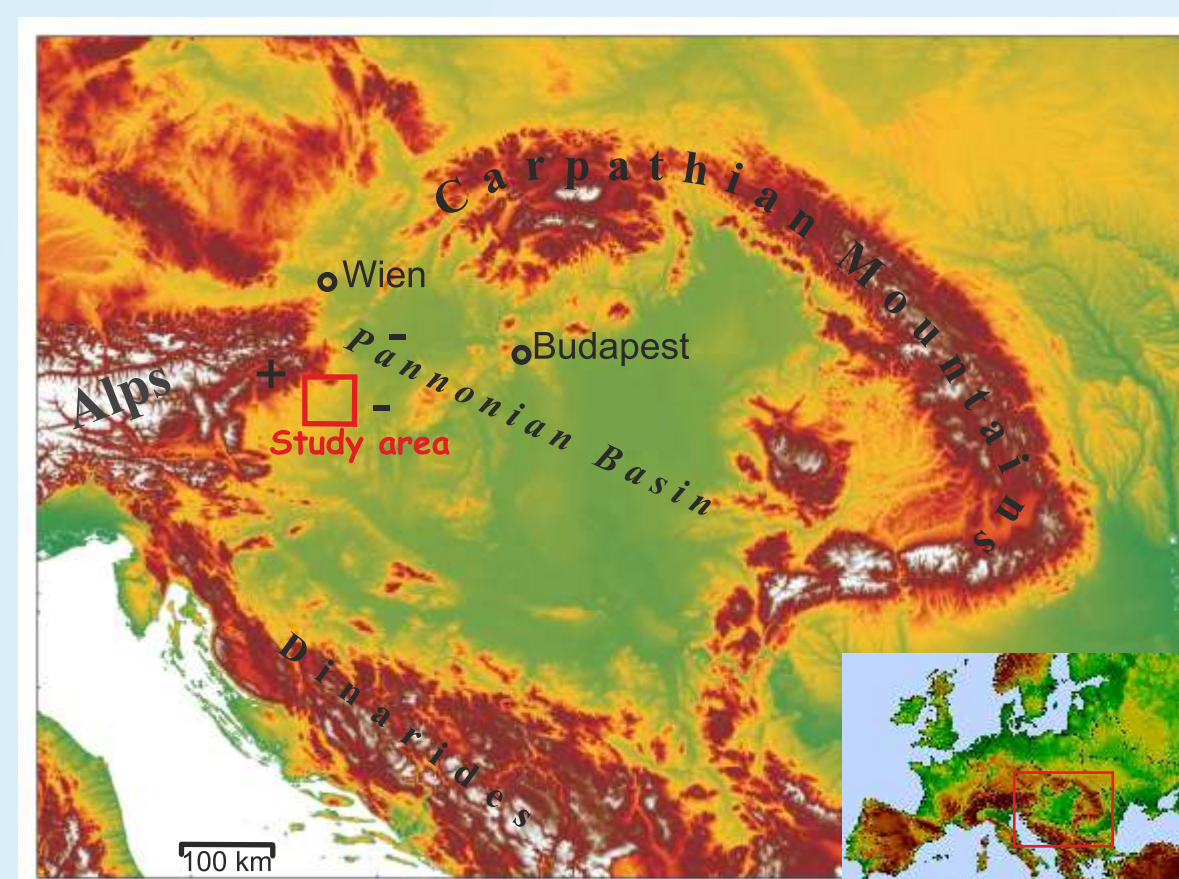 Carpathian Mountains
Wien
-
Pannonian Basin
Budapest
+
Alps
-
Study area
Dinarides
100 km